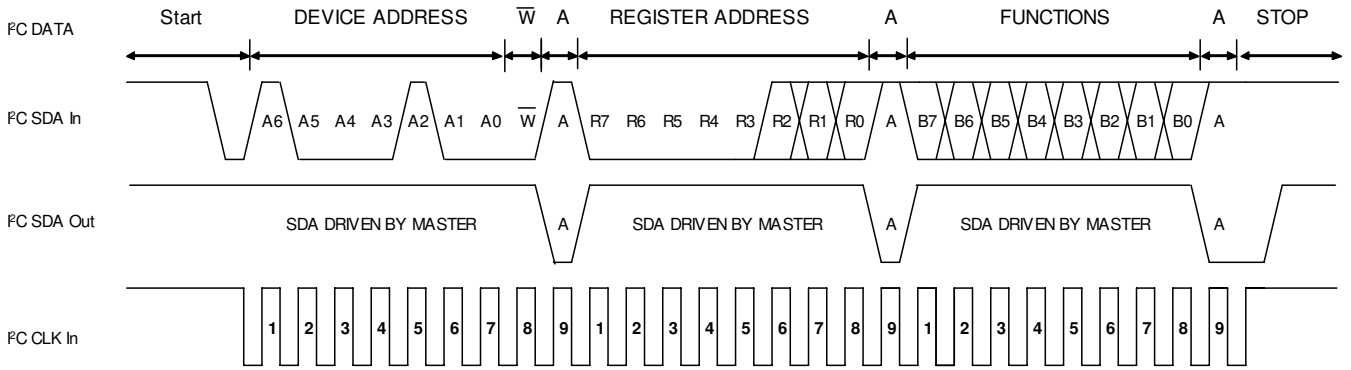 I²C DATA Start DEVICE ADDRESS W̅ A REGISTER ADDRESS A FUNCTIONS A STOP
I²C SDA In A6 A5 A4 A3 A2 A1 A0 W̅ A R7 R6 R5 R4 R3 R2 R1 R0 A B7 B6 B5 B4 B3 B2 B1 B0 A
I²C SDA Out SDA DRIVEN BY MASTER A SDA DRIVEN BY MASTER A SDA DRIVEN BY MASTER A
I²C CLK In 1 2 3 4 5 6 7 8 9 1 2 3 4 5 6 7 8 9 1 2 3 4 5 6 7 8 9